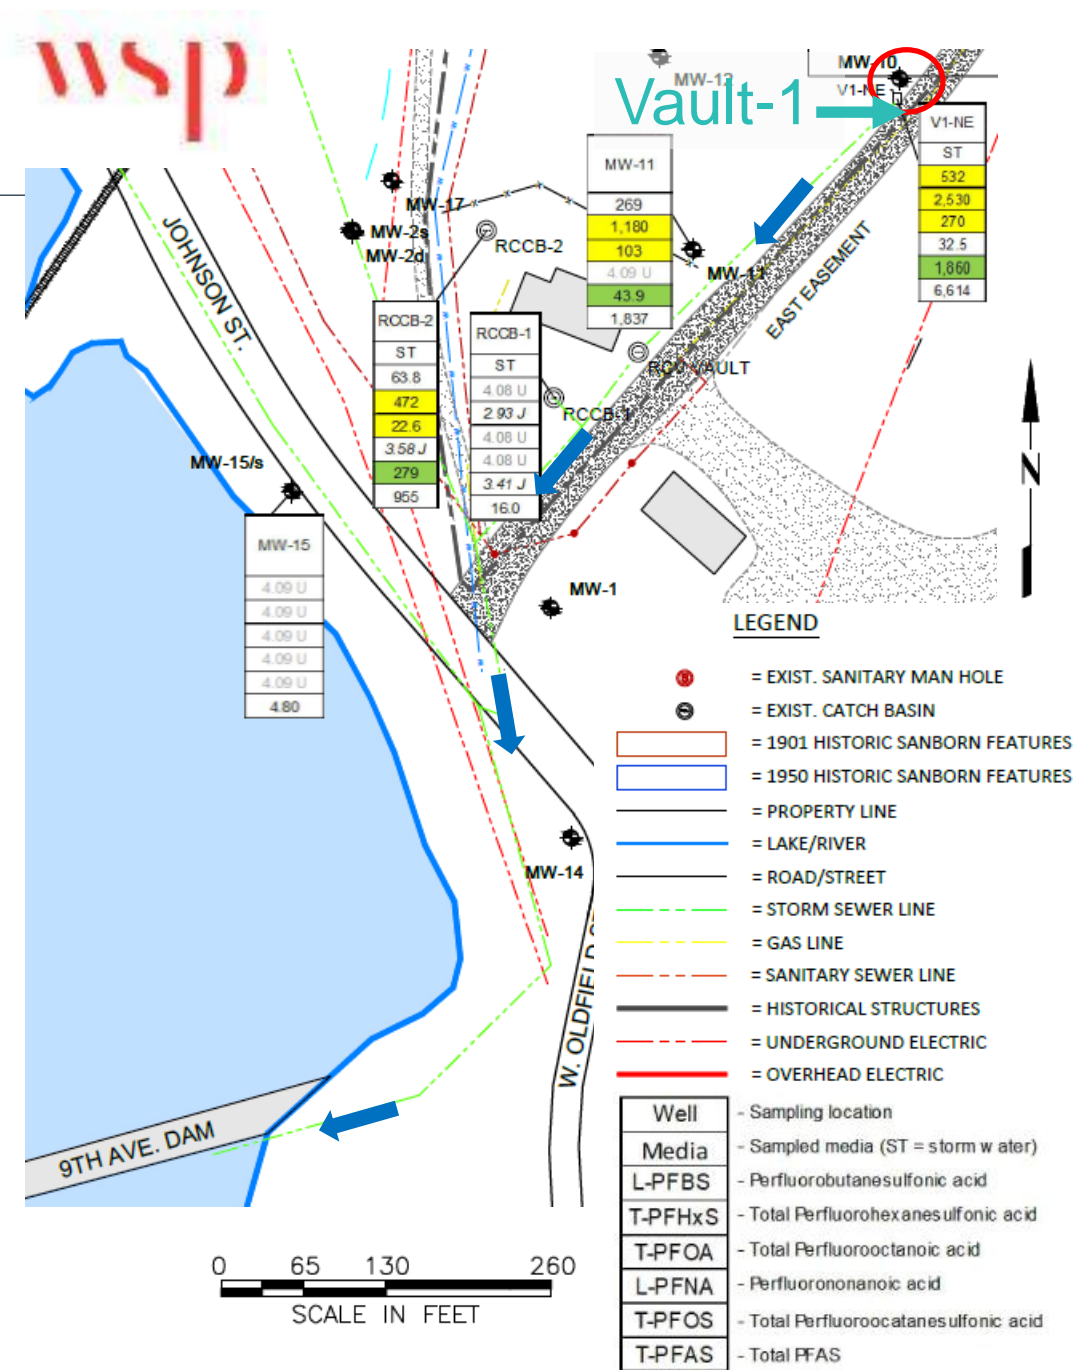 wsp
MW-12
MW-10
V1-NE
Vault-1
V1-NE
ST
532
2,530
270
32.5
1,860
6,614
MW-11
269
1,180
103
4.09 U
43.9
1,837
MW-17
MW-2s
MW-2d
RCCB-2
MW-11
JOHNSON ST.
EAST EASEMENT
RCCB-2
ST
63.8
472
22.6
3.58 J
279
955
RCCB-1
ST
4.08 U
2.93 J
4.08 U
4.08 U
3.41 J
16.0
VAULT
RCCB-1
MW-15/s
MW-15
4.09 U
4.09 U
4.09 U
4.09 U
4.09 U
4.80
N
MW-1
MW-14
W. OLDFIELD
9TH AVE. DAM
LEGEND
= EXIST. SANITARY MAN HOLE
= EXIST. CATCH BASIN
= 1901 HISTORIC SANBORN FEATURES
= 1950 HISTORIC SANBORN FEATURES
= PROPERTY LINE
= LAKE/RIVER
= ROAD/STREET
= STORM SEWER LINE
= GAS LINE
= SANITARY SEWER LINE
= HISTORICAL STRUCTURES
= UNDERGROUND ELECTRIC
= OVERHEAD ELECTRIC
Well - Sampling location
Media - Sampled media (ST = storm water)
L-PFBS - Perfluorobutanesulfonic acid
T-PFHxS - Total Perfluorohexanesulfonic acid
T-PFOA - Total Perfluorooctanoic acid
L-PFNA - Perfluorononanoic acid
T-PFOS - Total Perfluoroocatanesulfonic acid
T-PFAS - Total PFAS
0 65 130 260
SCALE IN FEET